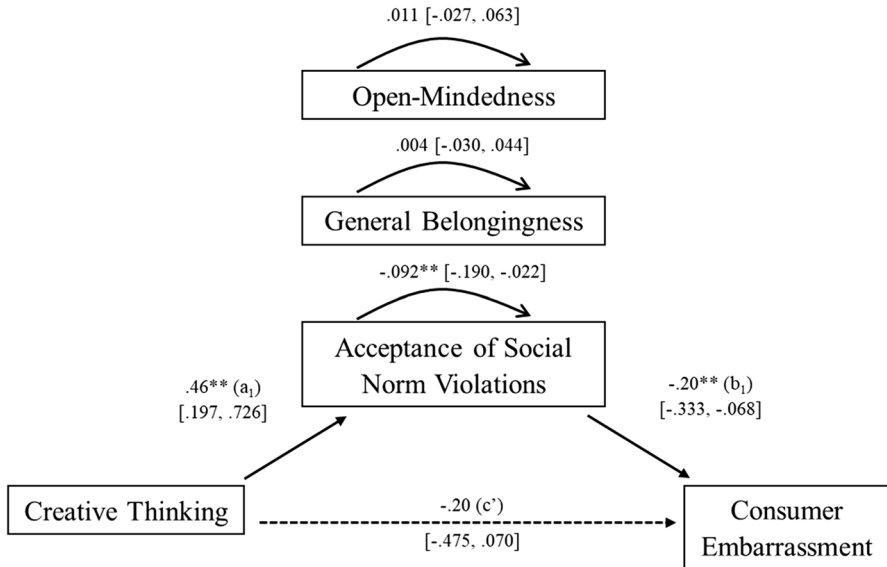 .011 [-.027, .063]
Open-Mindedness
.004 [-.030, .044]
General Belongingness
-.092** [-.190, -.022]
Acceptance of Social
Norm Violations
.46** (a₁)
[.197, .726]
-.20** (b₁)
[-.333, -.068]
Creative Thinking
-.20 (c’)
[-.475, .070]
Consumer
Embarrassment